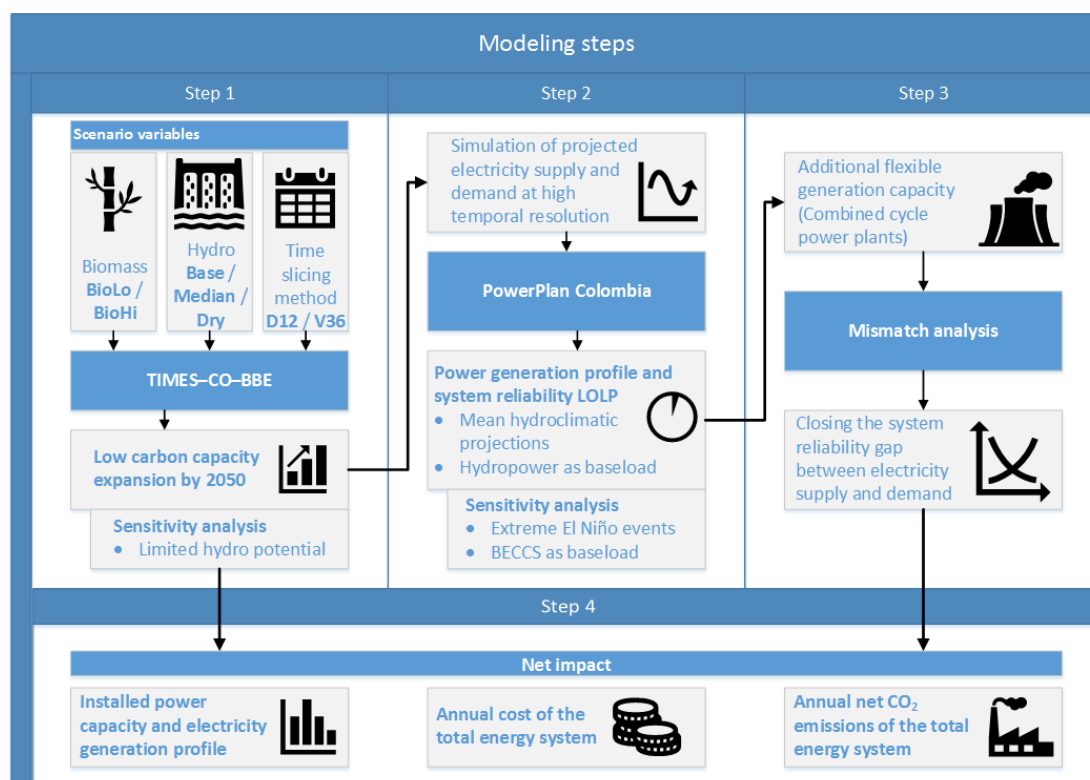 Modeling steps
Step 1
Step 2
Step 3
Scenario variables
Biomass
BioLo /
BioHi
Hydro
Base /
Median /
Dry
Time
slicing
method
D12 / V36
TIMES–CO–BBE
Low carbon capacity
expansion by 2050
Sensitivity analysis
• Limited hydro potential
Simulation of projected
electricity supply and
demand at high
temporal resolution
PowerPlan Colombia
Power generation profile and
system reliability LOLP
• Mean hydroclimatic
projections
• Hydropower as baseload
Sensitivity analysis
• Extreme El Niño events
• BECCS as baseload
Additional flexible
generation capacity
(Combined cycle
power plants)
Mismatch analysis
Closing the system
reliability gap
between electricity
supply and demand
Step 4
Net impact
Installed power
capacity and electricity
generation profile
Annual cost of the
total energy system
Annual net CO₂
emissions of the total
energy system